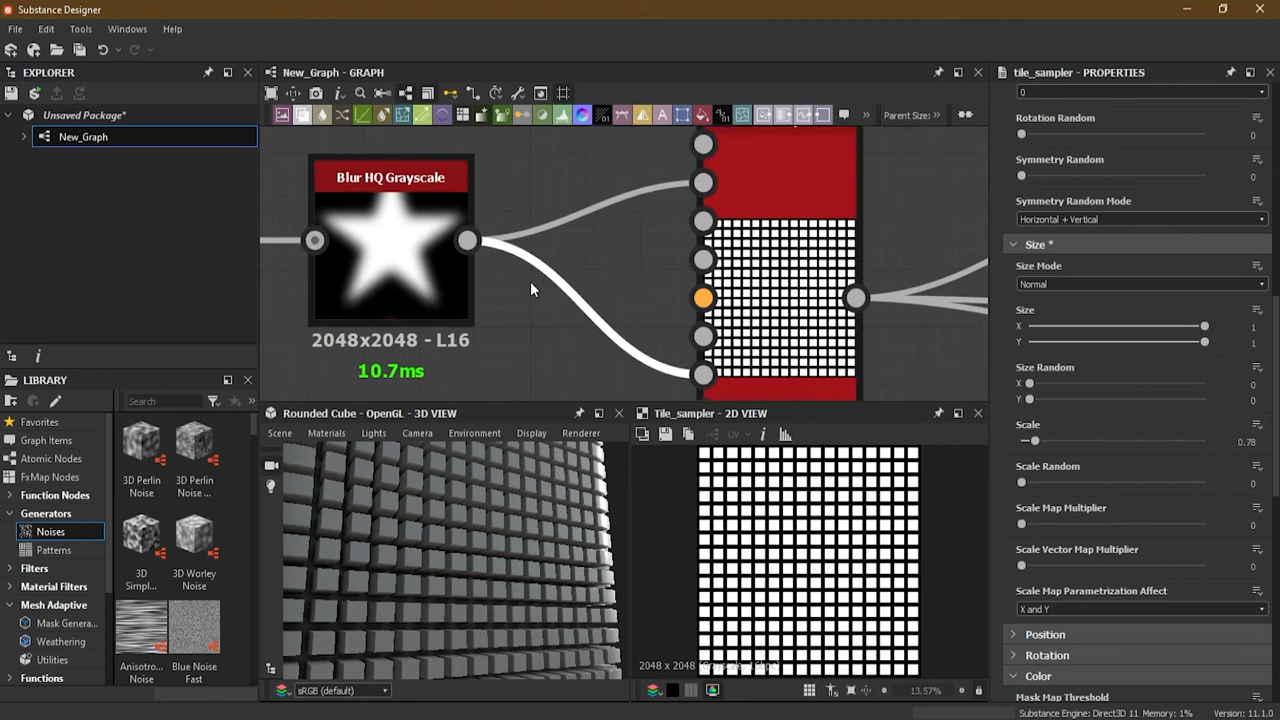 Substance Designer
File Edit Tools Windows Help
EXPLORER
Unsaved Package*
New_Graph
New_Graph - GRAPH
Parent Size:
Blur HQ Grayscale
2048x2048 - L16
10.7ms
LIBRARY
Search
Favorites
Graph Items
Atomic Nodes
FxMap Nodes
Function Nodes
Generators
Noises
Patterns
Filters
Material Filters
Mesh Adaptive
Mask Genera...
Weathering
Utilities
Functions
3D Perlin Noise
3D Perlin Noise ...
3D Simpl...
3D Worley Noise
Anisotro... Noise
Blue Noise Fast
Rounded Cube - OpenGL - 3D VIEW
Scene Materials Lights Camera Environment Display Renderer
sRGB (default)
Tile_sampler - 2D VIEW
UV
2048 x 2048 (Grayscale, 16bpc)
13.57%
tile_sampler - PROPERTIES
0
Rotation Random
0
Symmetry Random
0
Symmetry Random Mode
Horizontal + Vertical
Size *
Size Mode
Normal
Size
X 1
Y 1
Size Random
X 0
Y 0
Scale
0.78
Scale Random
0
Scale Map Multiplier
0
Scale Vector Map Multiplier
0
Scale Map Parametrization Affect
X and Y
Position
Rotation
Color
Mask Map Threshold
Substance Engine: Direct3D 11 Memory: 1% Version: 11.1.0